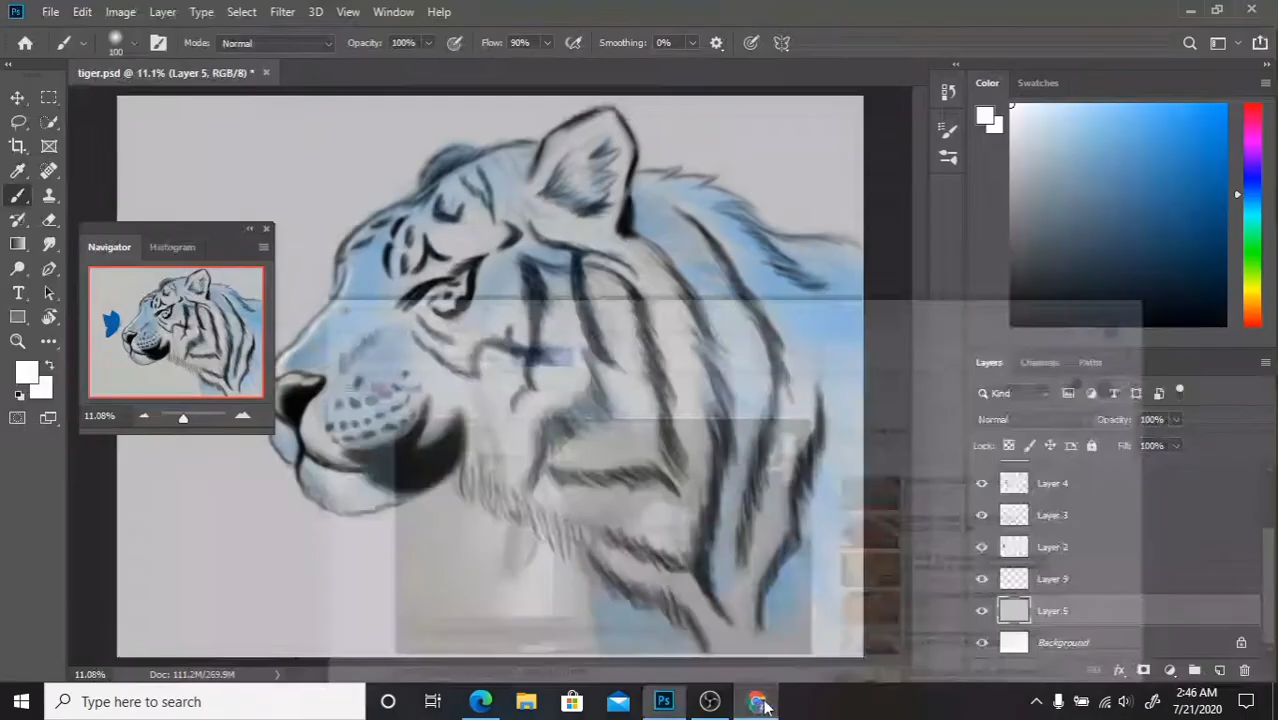 Ps File Edit Image Layer Type Select Filter 3D View Window Help
100 Mode: Normal Opacity: 100% Flow: 90% Smoothing: 0%
tiger.psd @ 11.1% (Layer 5, RGB/8) *
Color Swatches
Navigator Histogram
11.08%
Layers Channels Paths
Kind
Normal Opacity: 100%
Lock: Fill: 100%
Layer 4
Layer 3
Layer 2
Layer 9
Layer 5
Background
11.08% Doc: 111.2M/269.9M
Type here to search
Ps
2:46 AM
7/21/2020